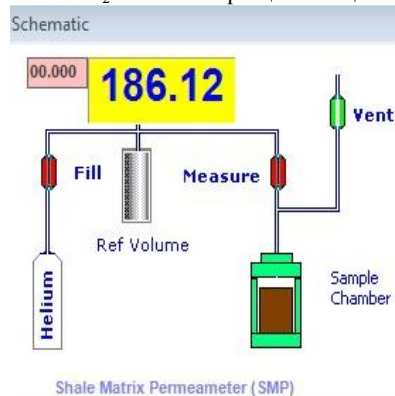 Schematic
00.000
186.12
Vent
Fill
Measure
Ref Volume
Helium
Sample
Chamber
Shale Matrix Permeameter (SMP)